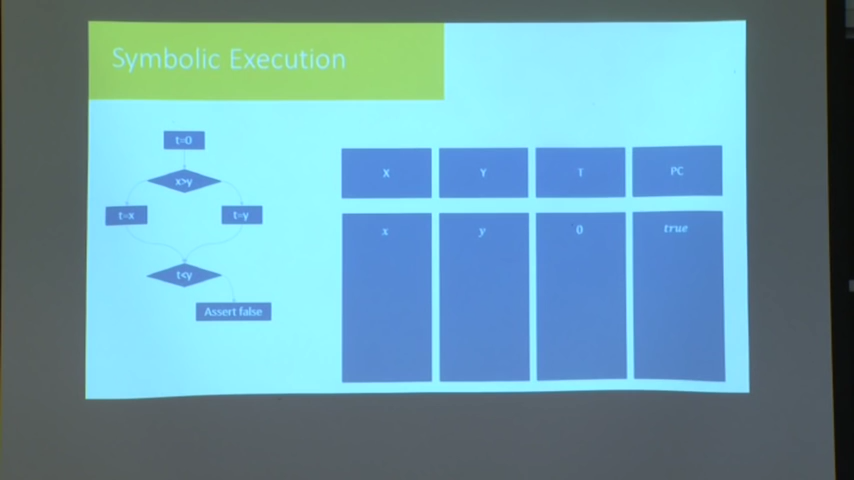 Symbolic Execution
t=0
x>y
t=x
t=y
t<y
Assert false
X Y T PC
x y 0 true